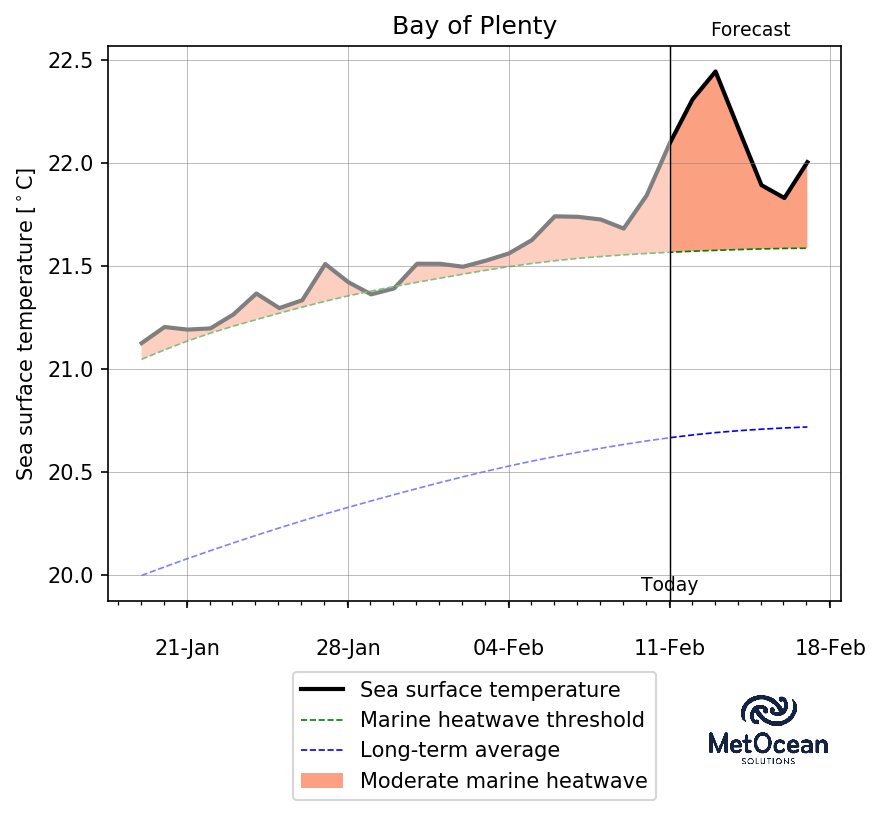 Bay of Plenty
Forecast
Sea surface temperature [°C]
22.5
22.0
21.5
21.0
20.5
20.0
Today
21-Jan
28-Jan
04-Feb
11-Feb
18-Feb
Sea surface temperature
Marine heatwave threshold
Long-term average
Moderate marine heatwave
MetOcean
SOLUTIONS